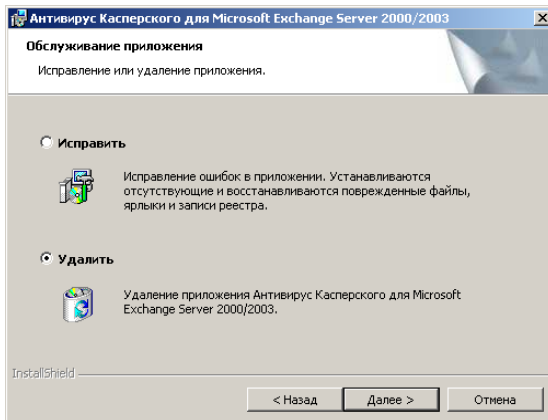 Антивирус Касперского для Microsoft Exchange Server 2000/2003
Обслуживание приложения
Исправление или удаление приложения.
Исправить
Исправление ошибок в приложении. Устанавливаются
отсутствующие и восстанавливаются поврежденные файлы,
ярлыки и записи реестра.
Удалить
Удаление приложения Антивирус Касперского для Microsoft
Exchange Server 2000/2003.
InstallShield
< Назад
Далее >
Отмена